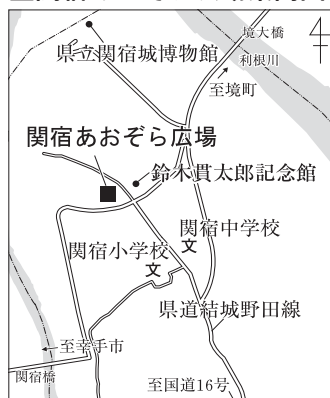 境大橋
県立関宿城博物館
利根川
至境町
関宿あおぞら広場
鈴木貫太郎記念館
関宿中学校
文
関宿小学校
文
県道結城野田線
至幸手市
関宿橋
至国道16号